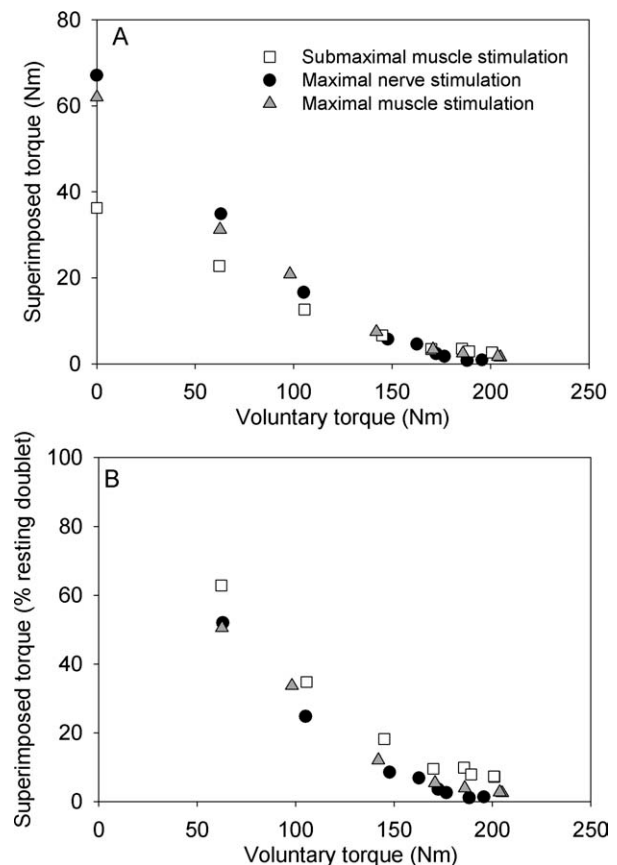 A
Submaximal muscle stimulation
Maximal nerve stimulation
Maximal muscle stimulation
Superimposed torque (Nm)
80
60
40
20
0
0 50 100 150 200 250
Voluntary torque (Nm)
B
Superimposed torque (% resting doublet)
100
80
60
40
20
0
0 50 100 150 200 250
Voluntary torque (Nm)